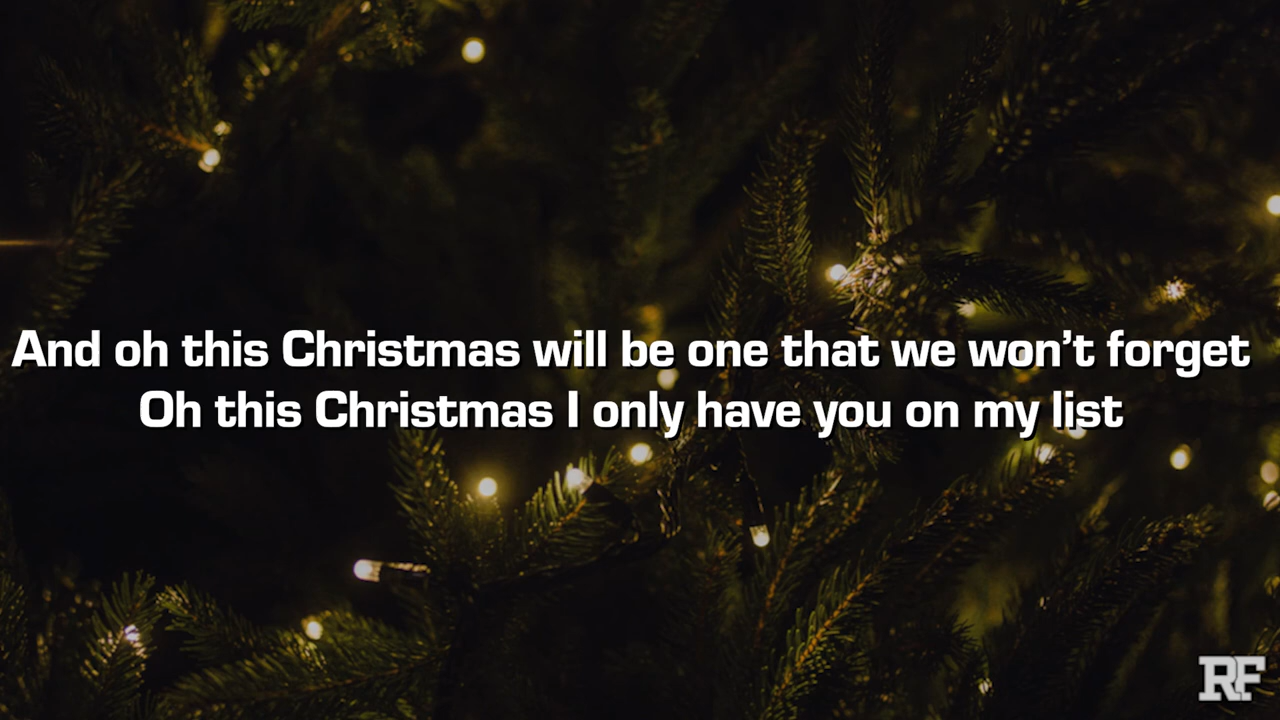 And oh this Christmas will be one that we won’t forget
Oh this Christmas I only have you on my list
RF